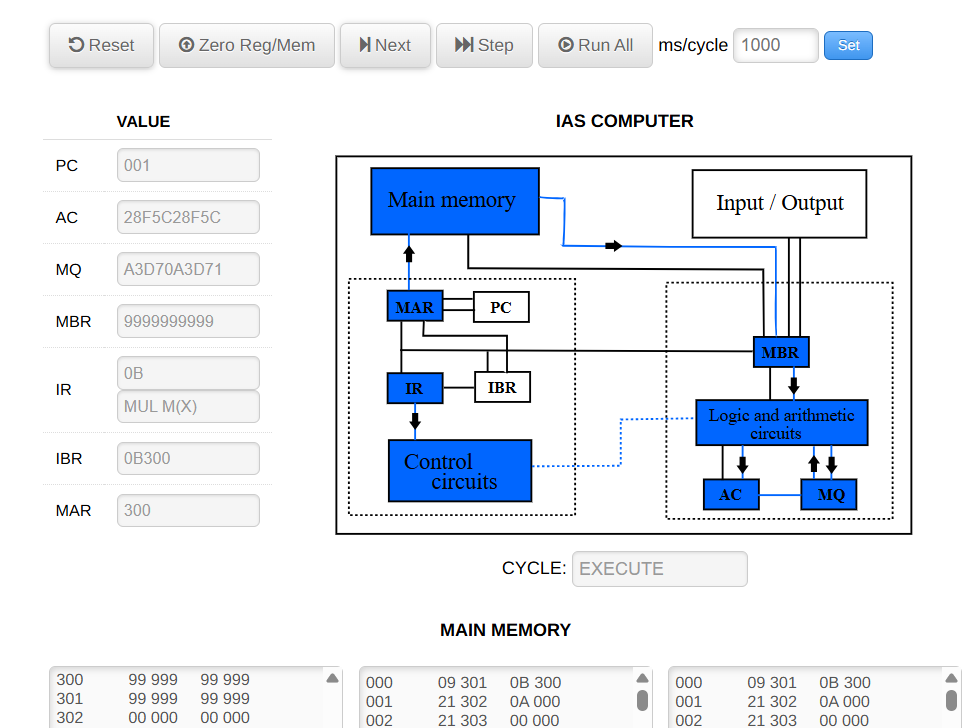 Reset Zero Reg/Mem Next Step Run All ms/cycle 1000 Set
VALUE
PC 001
AC 28F5C28F5C
MQ A3D70A3D71
MBR 9999999999
IR 0B
MUL M(X)
IBR 0B300
MAR 300
IAS COMPUTER
Main memory
Input / Output
MAR
PC
MBR
IR
IBR
Logic and arithmetic
circuits
Control
circuits
AC
MQ
CYCLE: EXECUTE
MAIN MEMORY
300 99 999 99 999
301 99 999 99 999
302 00 000 00 000
000 09 301 0B 300
001 21 302 0A 000
002 21 303 00 000
000 09 301 0B 300
001 21 302 0A 000
002 21 303 00 000